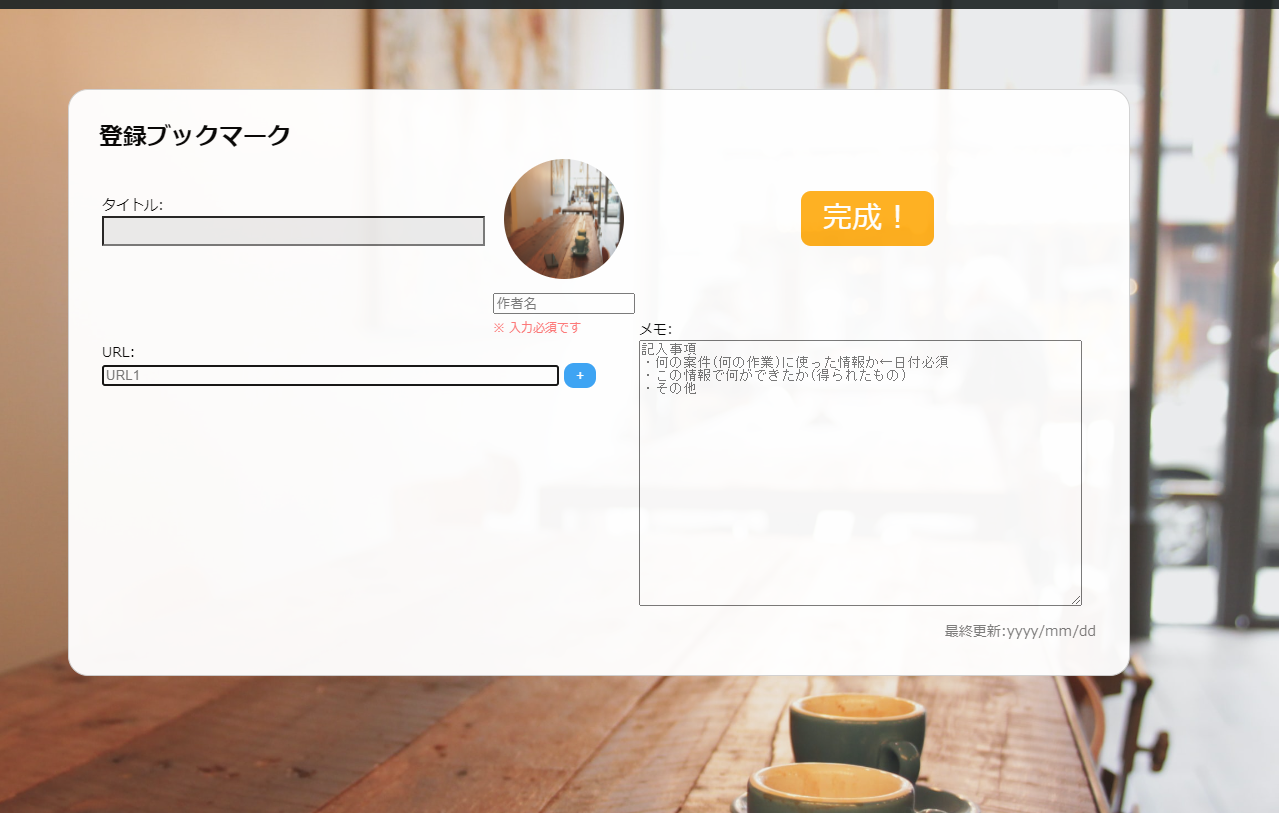 登録ブックマーク
タイトル:
完成！
作者名
※ 入力必須です
メモ:
URL:
URL1
+
記入事項
・何の案件(何の作業)に使った情報か←日付必須
・この情報で何ができたか(得られたもの)
・その他
最終更新:yyyy/mm/dd